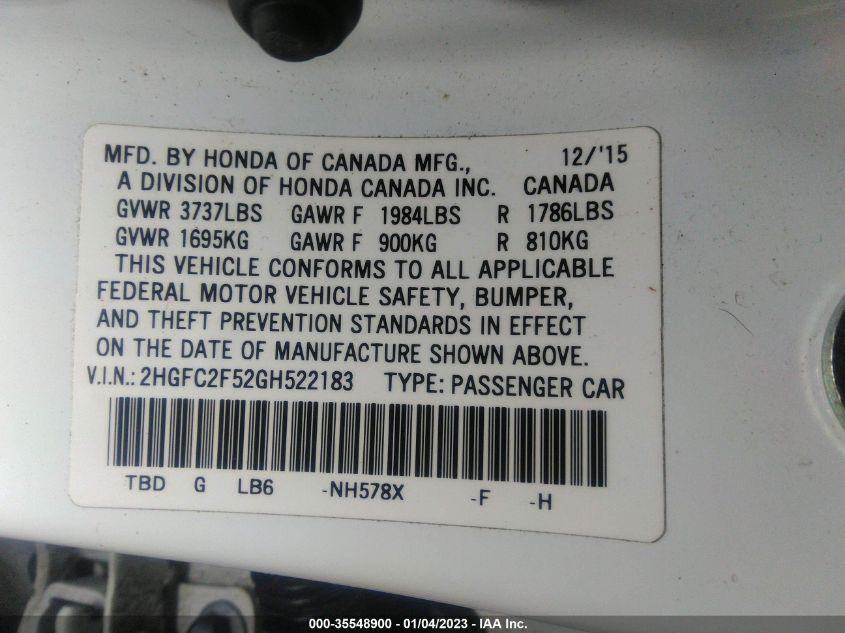 MFD. BY HONDA OF CANADA MFG., 12/'15
A DIVISION OF HONDA CANADA INC. CANADA
GVWR 3737LBS GAWR F 1984LBS R 1786LBS
GVWR 1695KG GAWR F 900KG R 810KG
THIS VEHICLE CONFORMS TO ALL APPLICABLE
FEDERAL MOTOR VEHICLE SAFETY, BUMPER,
AND THEFT PREVENTION STANDARDS IN EFFECT
ON THE DATE OF MANUFACTURE SHOWN ABOVE.
V.I.N.: 2HGFC2F52GH522183 TYPE: PASSENGER CAR
TBD G LB6 -NH578X -F -H
000-35548900 - 01/04/2023 - IAA Inc.